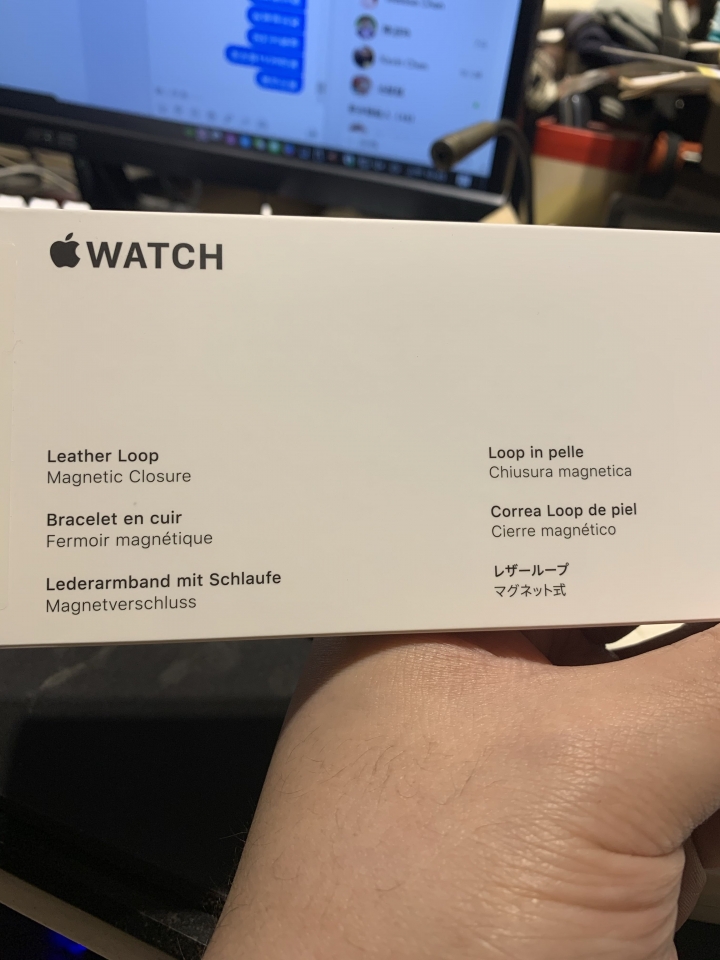 WATCH
Leather Loop
Magnetic Closure
Bracelet en cuir
Fermoir magnétique
Lederarmband mit Schlaufe
Magnetverschluss
Loop in pelle
Chiusura magnetica
Correa Loop de piel
Cierre magnético
レザーループ
マグネット式